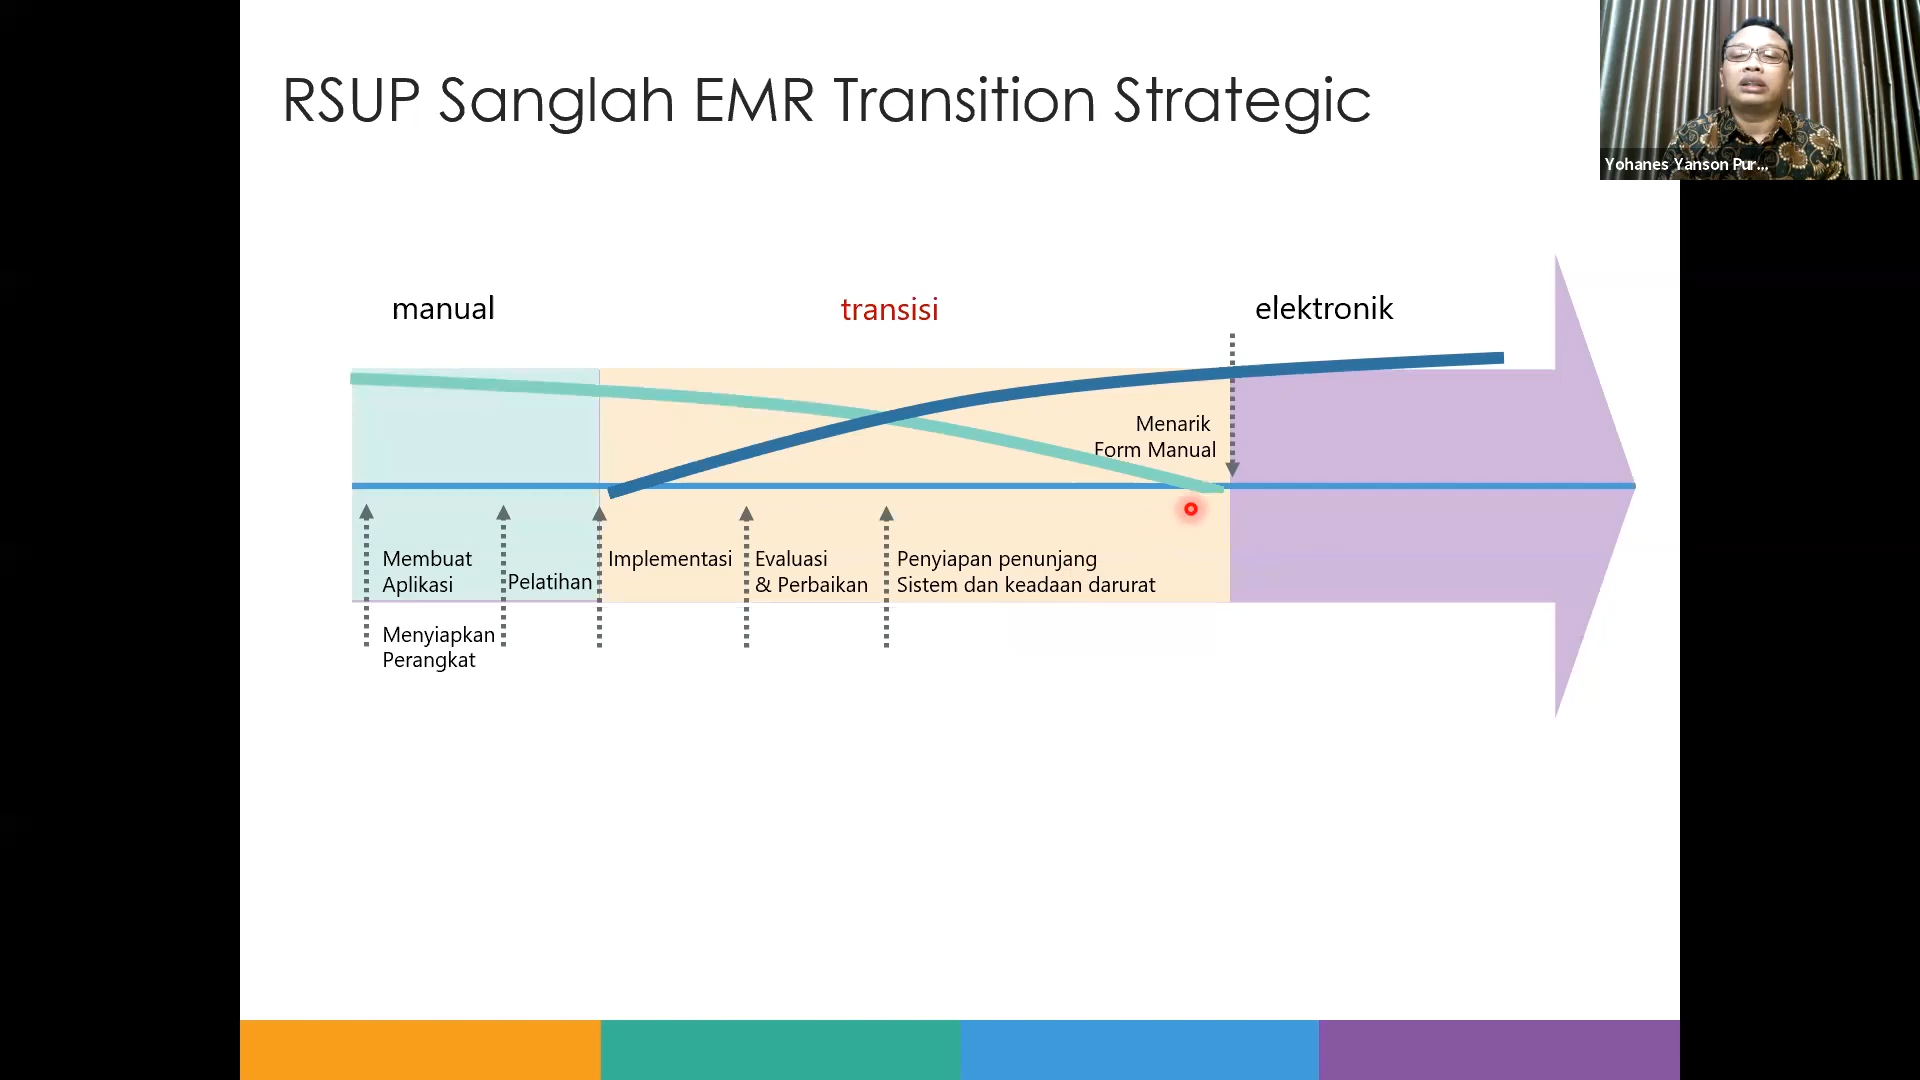 RSUP Sanglah EMR Transition Strategic
Yohanes Yanson Pur...
manual
transisi
elektronik
Menarik
Form Manual
Membuat
Aplikasi
Pelatihan
Implementasi
Evaluasi
& Perbaikan
Penyiapan penunjang
Sistem dan keadaan darurat
Menyiapkan
Perangkat